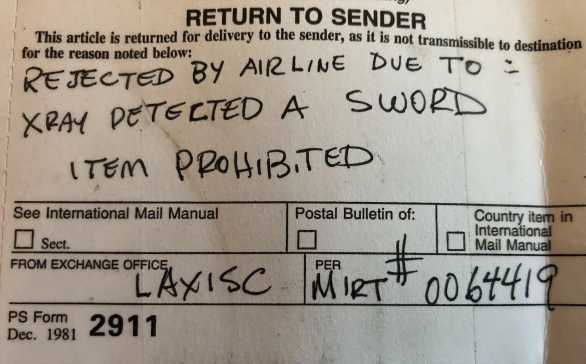 RETURN TO SENDER
This article is returned for delivery to the sender, as it is not transmissible to destination
for the reason noted below:
REJECTED BY AIRLINE DUE TO :
XRAY DETECTED A SWORD
ITEM PROHIBITED
See International Mail Manual
Sect.
Postal Bulletin of:
Country item in
International
Mail Manual
FROM EXCHANGE OFFICE
LAXISC
PER
MIRT # 0064419
PS Form
Dec. 1981 2911